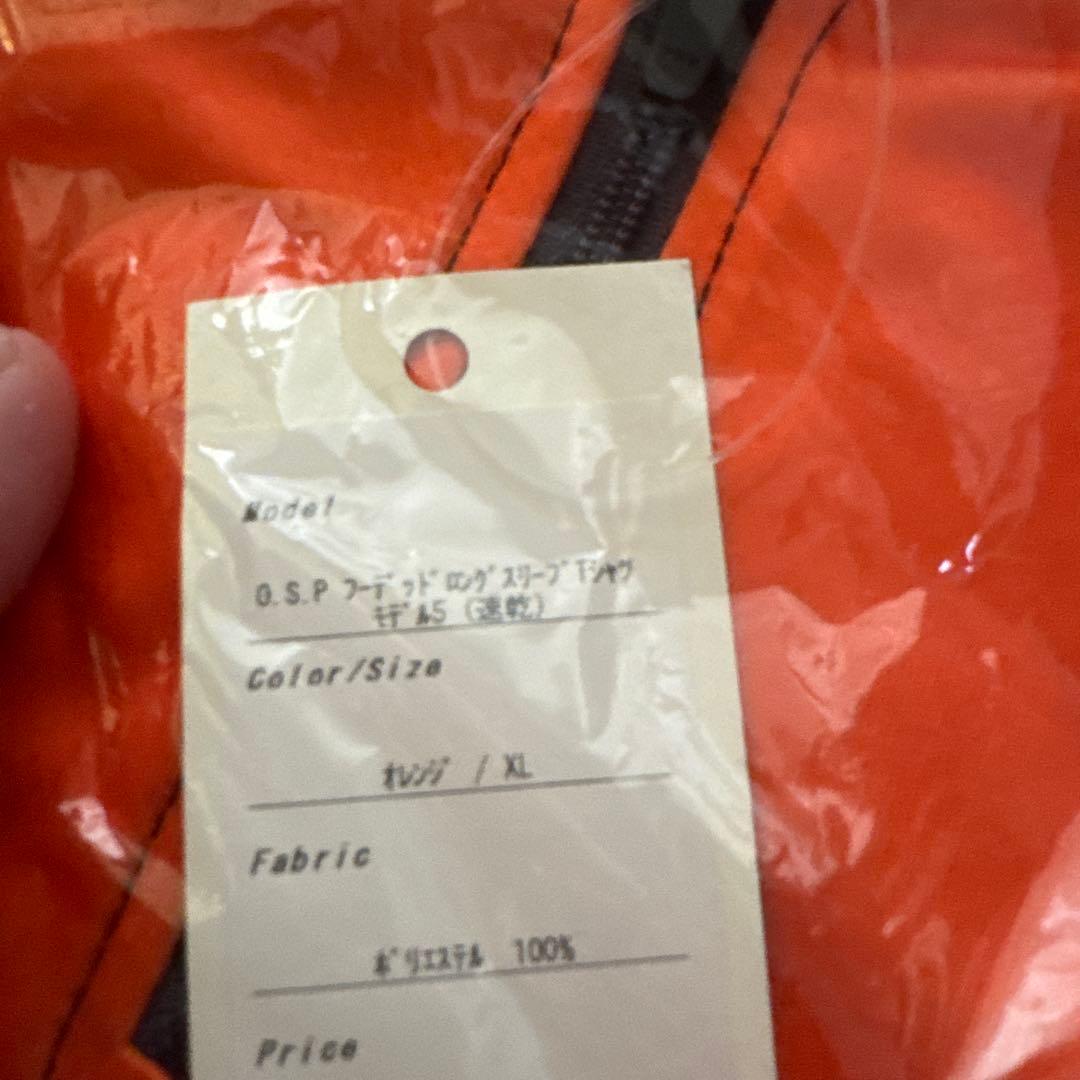 Model
O.S.P フーデッドロングスリーブTシャツ
モデル5 (速乾)
Color/Size
オレンジ / XL
Fabric
ポリエステル 100%
Price